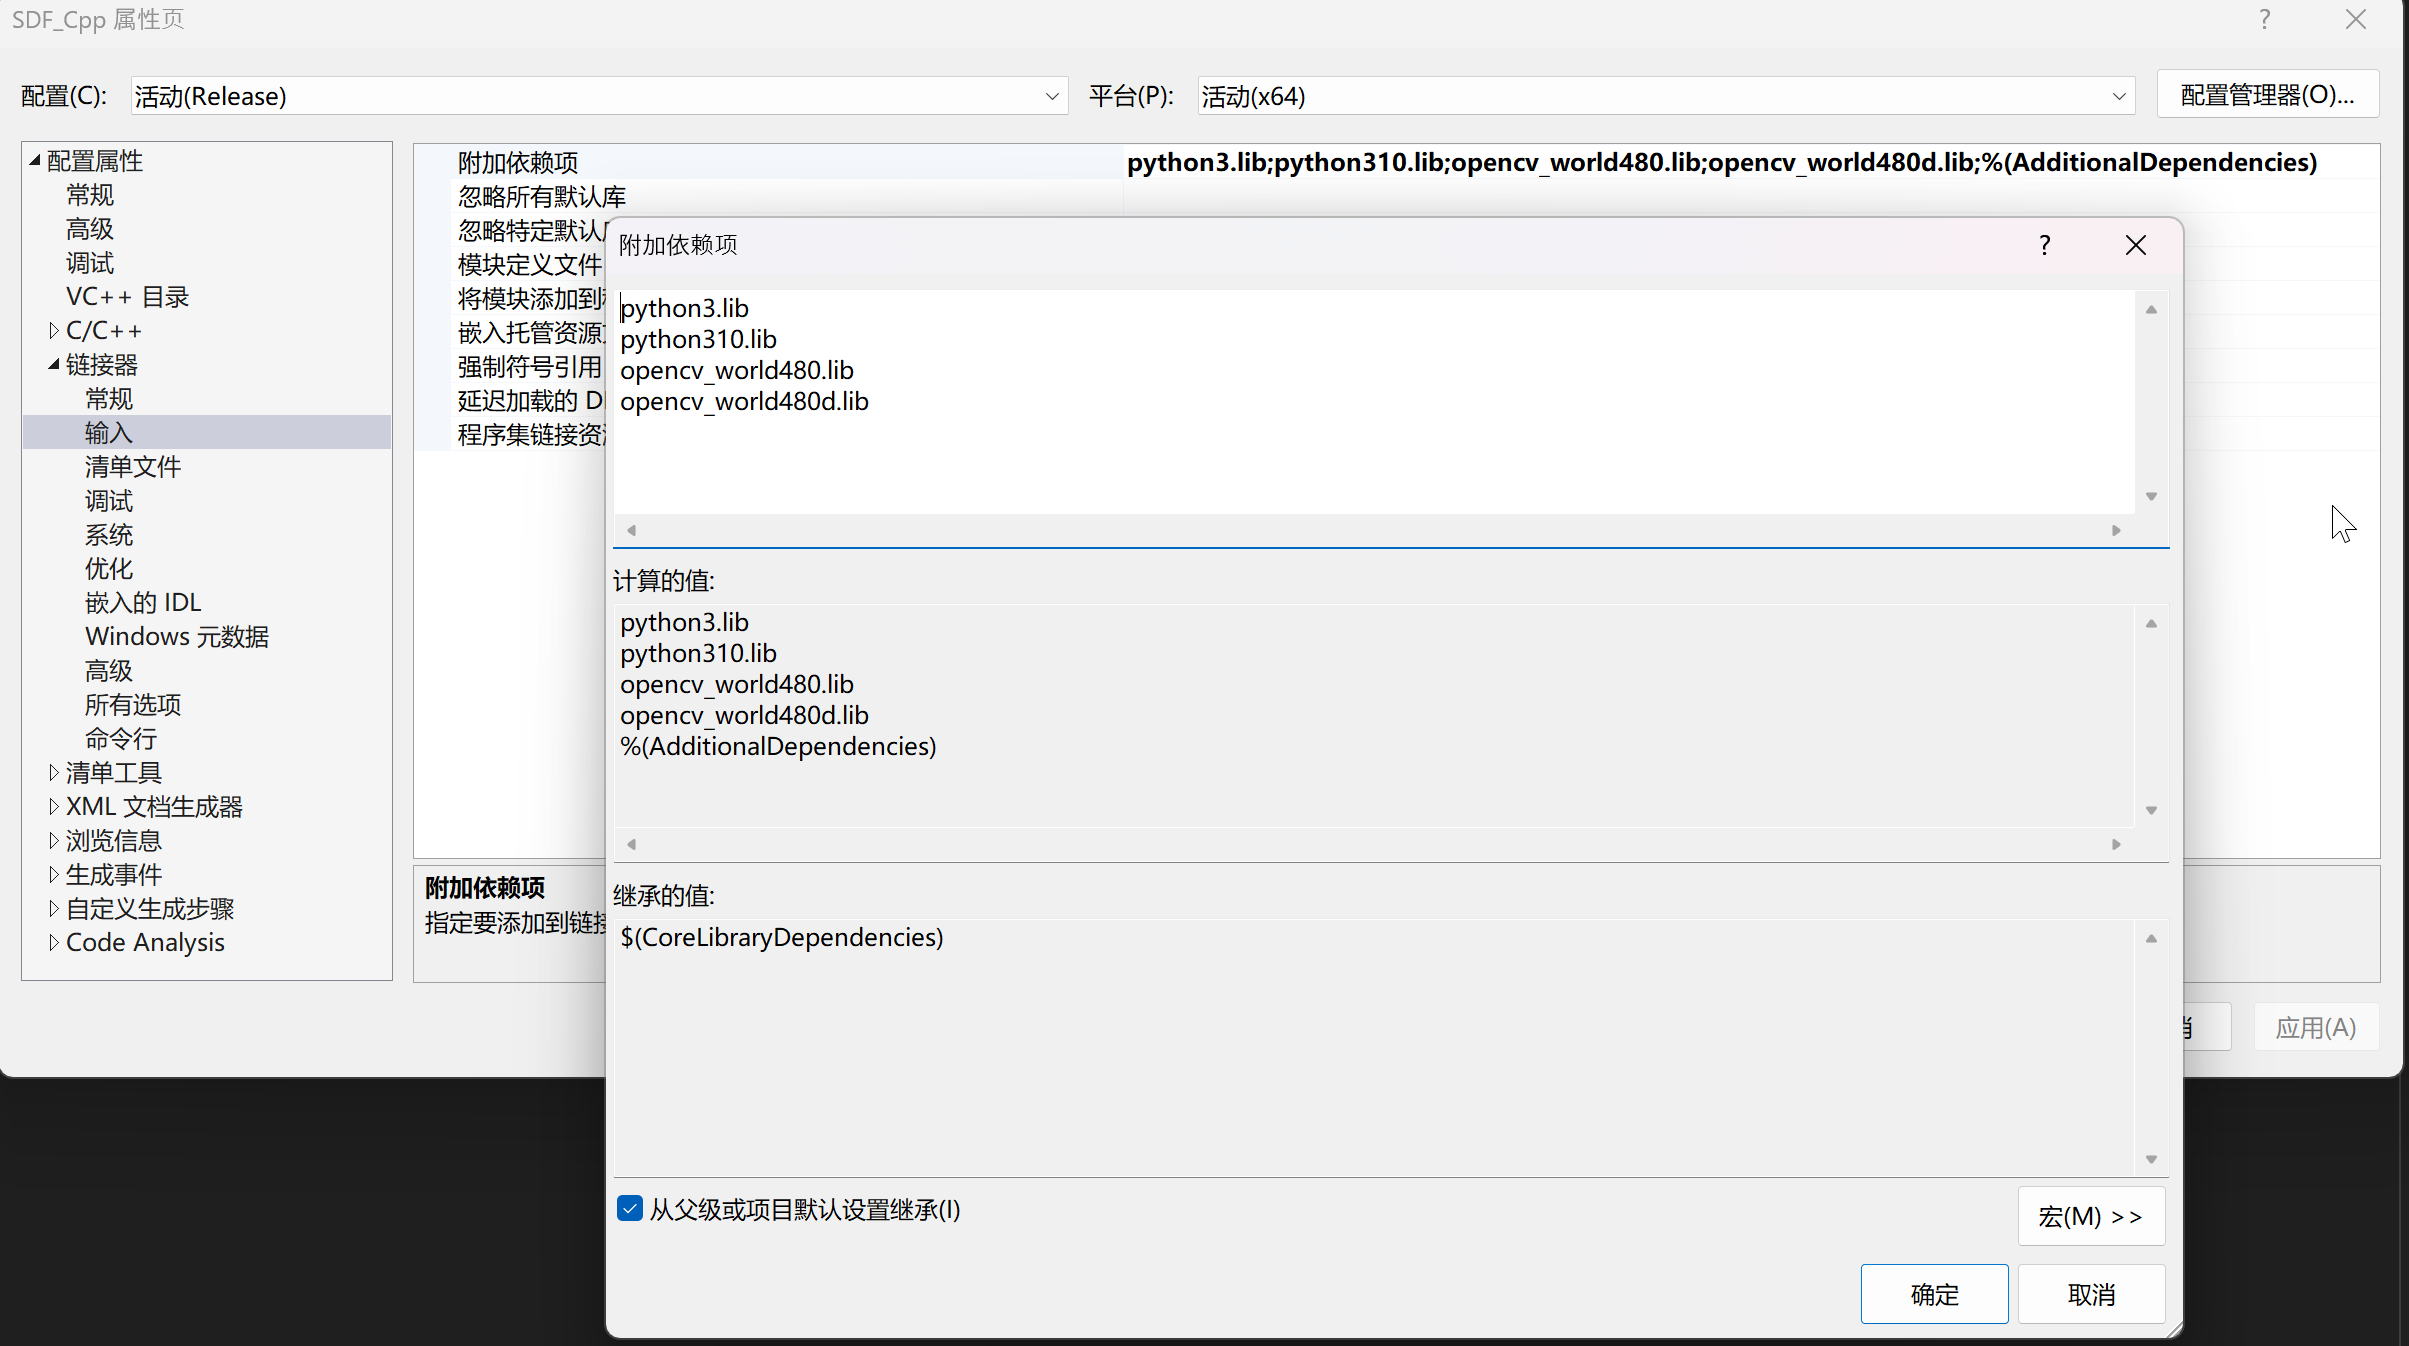 SDF_Cpp 属性页
配置(C): 活动(Release) 平台(P): 活动(x64) 配置管理器(O)...
配置属性
常规
高级
调试
VC++ 目录
C/C++
链接器
常规
输入
清单文件
调试
系统
优化
嵌入的 IDL
Windows 元数据
高级
所有选项
命令行
清单工具
XML 文档生成器
浏览信息
生成事件
自定义生成步骤
Code Analysis
附加依赖项 python3.lib;python310.lib;opencv_world480.lib;opencv_world480d.lib;%(AdditionalDependencies)
忽略所有默认库
忽略特定默认
模块定义文件
将模块添加到
嵌入托管资源
强制符号引用
延迟加载的 D
程序集链接资
附加依赖项
指定要添加到链接
应用(A)
附加依赖项
python3.lib
python310.lib
opencv_world480.lib
opencv_world480d.lib
计算的值:
python3.lib
python310.lib
opencv_world480.lib
opencv_world480d.lib
%(AdditionalDependencies)
继承的值:
$(CoreLibraryDependencies)
从父级或项目默认设置继承(I)
宏(M) >>
确定 取消